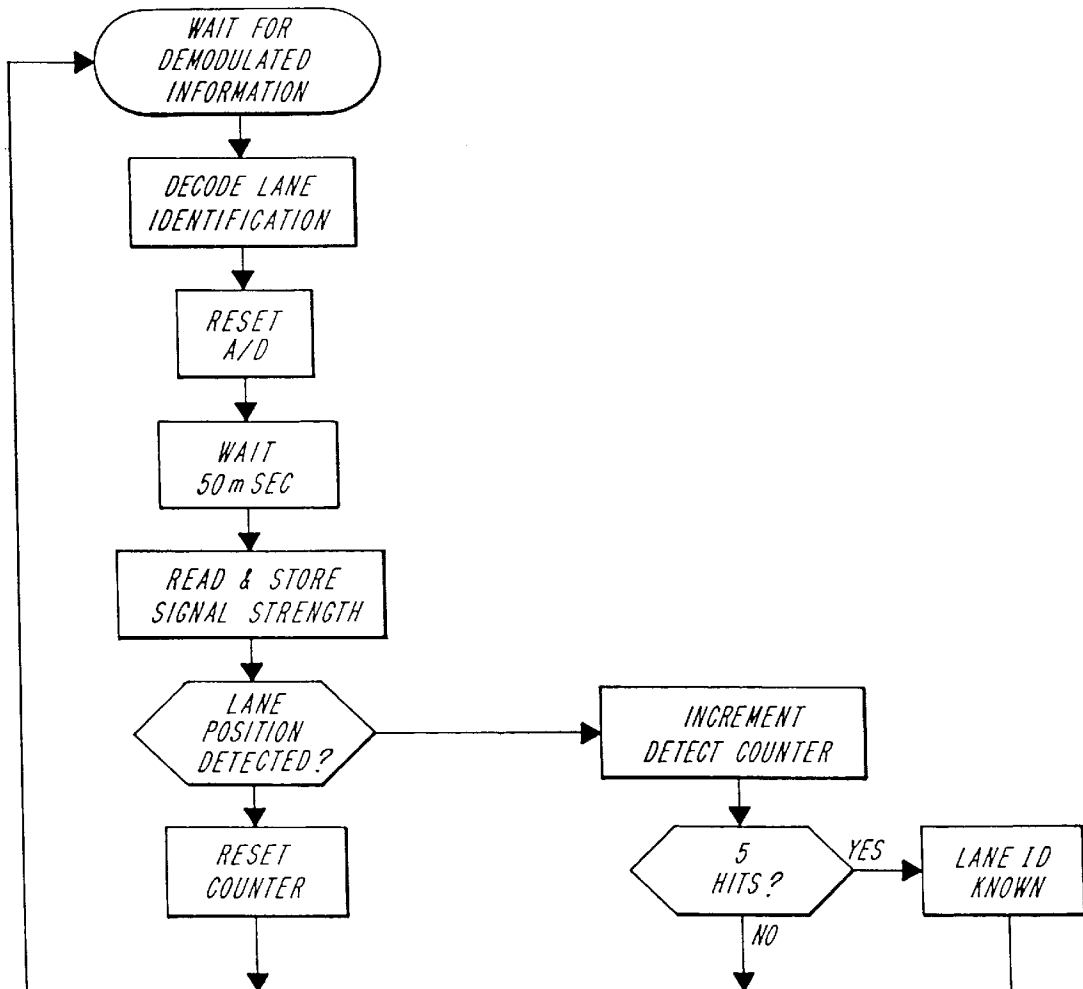 WAIT FOR
DEMODULATED
INFORMATION
DECODE LANE
IDENTIFICATION
RESET
A/D
WAIT
50 m SEC
READ & STORE
SIGNAL STRENGTH
LANE
POSITION
DETECTED?
INCREMENT
DETECT COUNTER
RESET
COUNTER
5
HITS?
YES
LANE ID
KNOWN
NO